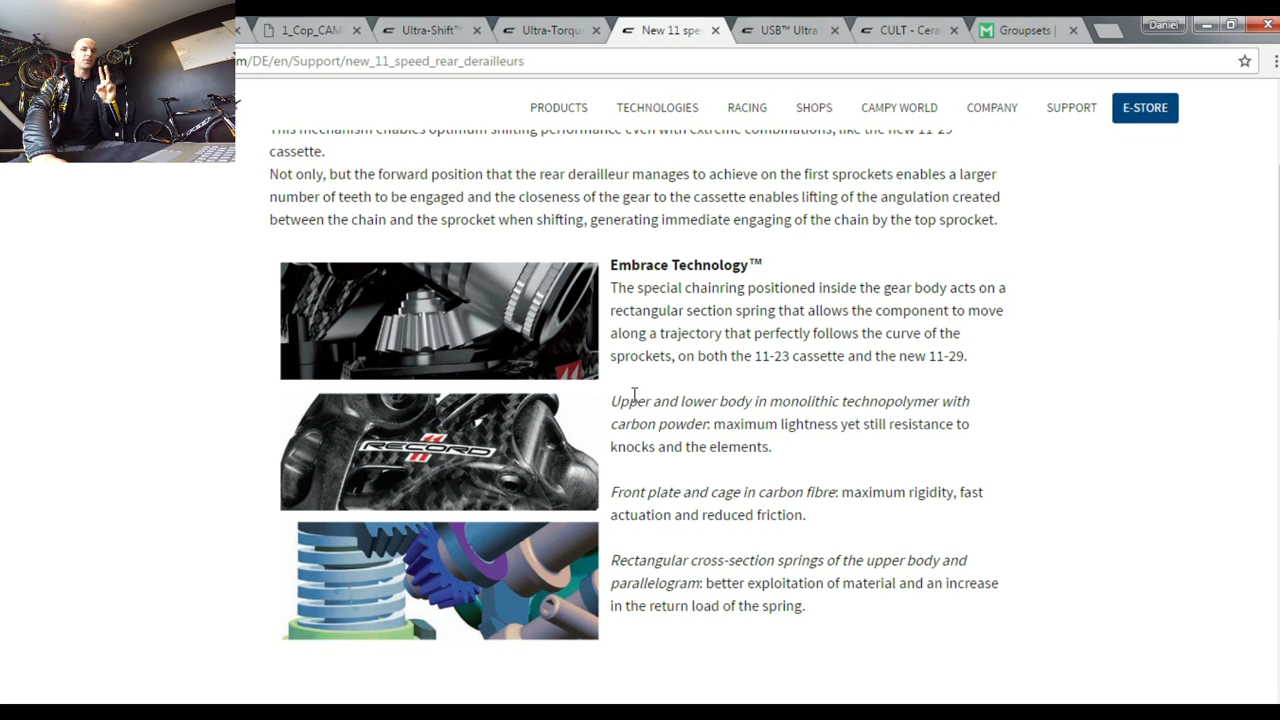 1_Cop_CAM
Ultra-Shift™
Ultra-Torqu
New 11 spe
USB™ Ultra
CULT - Cera
Groupsets |
Daniel
m/DE/en/Support/new_11_speed_rear_derailleurs
PRODUCTS TECHNOLOGIES RACING SHOPS CAMPY WORLD COMPANY SUPPORT E-STORE
This mechanism enables optimum shifting performance even with extreme combinations, like the new 11-29
cassette.
Not only, but the forward position that the rear derailleur manages to achieve on the first sprockets enables a larger
number of teeth to be engaged and the closeness of the gear to the cassette enables lifting of the angulation created
between the chain and the sprocket when shifting, generating immediate engaging of the chain by the top sprocket.
Embrace Technology™
The special chainring positioned inside the gear body acts on a
rectangular section spring that allows the component to move
along a trajectory that perfectly follows the curve of the
sprockets, on both the 11-23 cassette and the new 11-29.
Upper and lower body in monolithic technopolymer with
carbon powder: maximum lightness yet still resistance to
knocks and the elements.
Front plate and cage in carbon fibre: maximum rigidity, fast
actuation and reduced friction.
Rectangular cross-section springs of the upper body and
parallelogram: better exploitation of material and an increase
in the return load of the spring.
RECORD